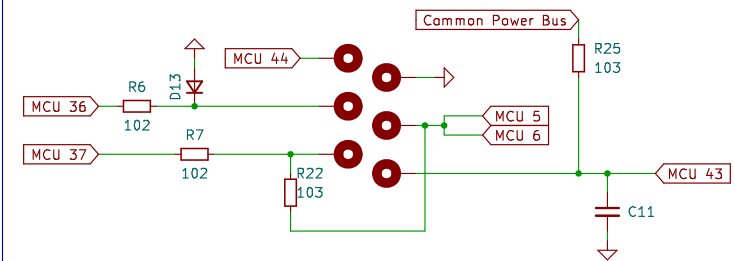 Common Power Bus
MCU 44
R25
103
D13
R6
MCU 36
102
MCU 5
MCU 6
R7
MCU 37
102
R22
103
MCU 43
C11